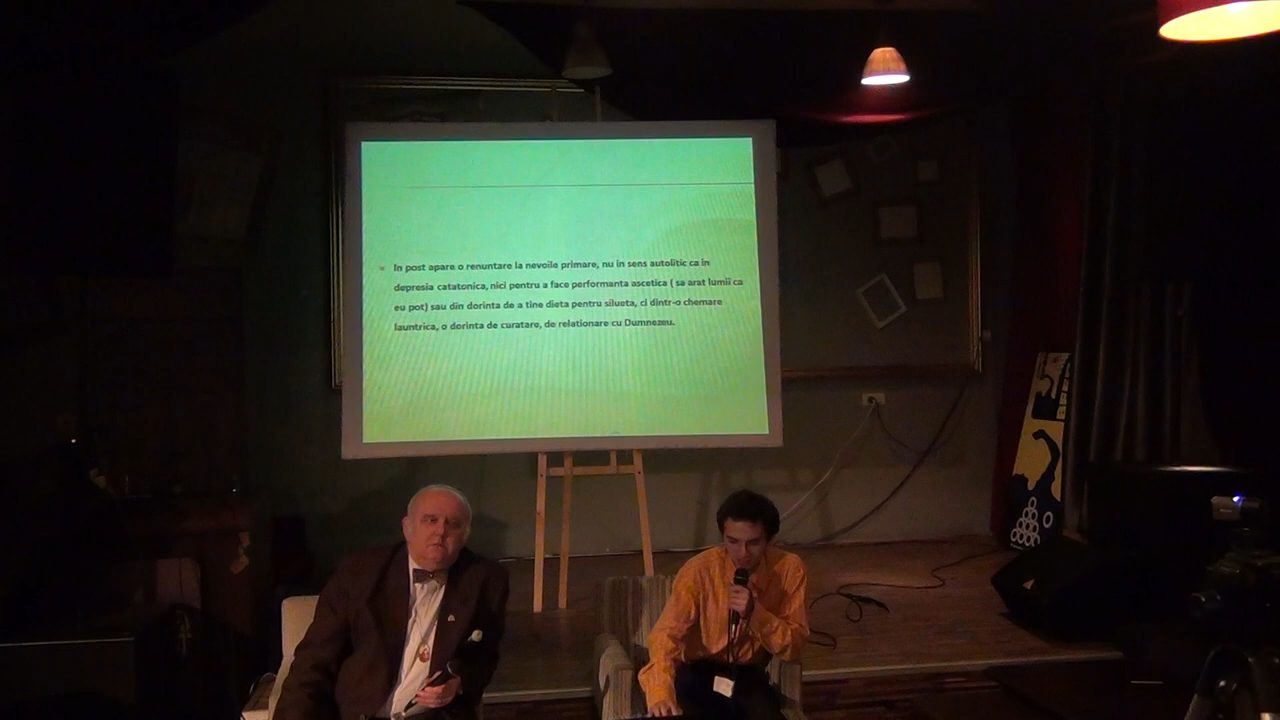 In post apare o renuntare la nevoile primare, nu in sens autolitic ca in
depresia catatonica, nici pentru a face performanta ascetica ( sa arat lumii ca
eu pot) sau din dorinta de a tine dieta pentru silueta, ci dintr-o chemare
launtrica, o dorinta de curatare, de relationare cu Dumnezeu.